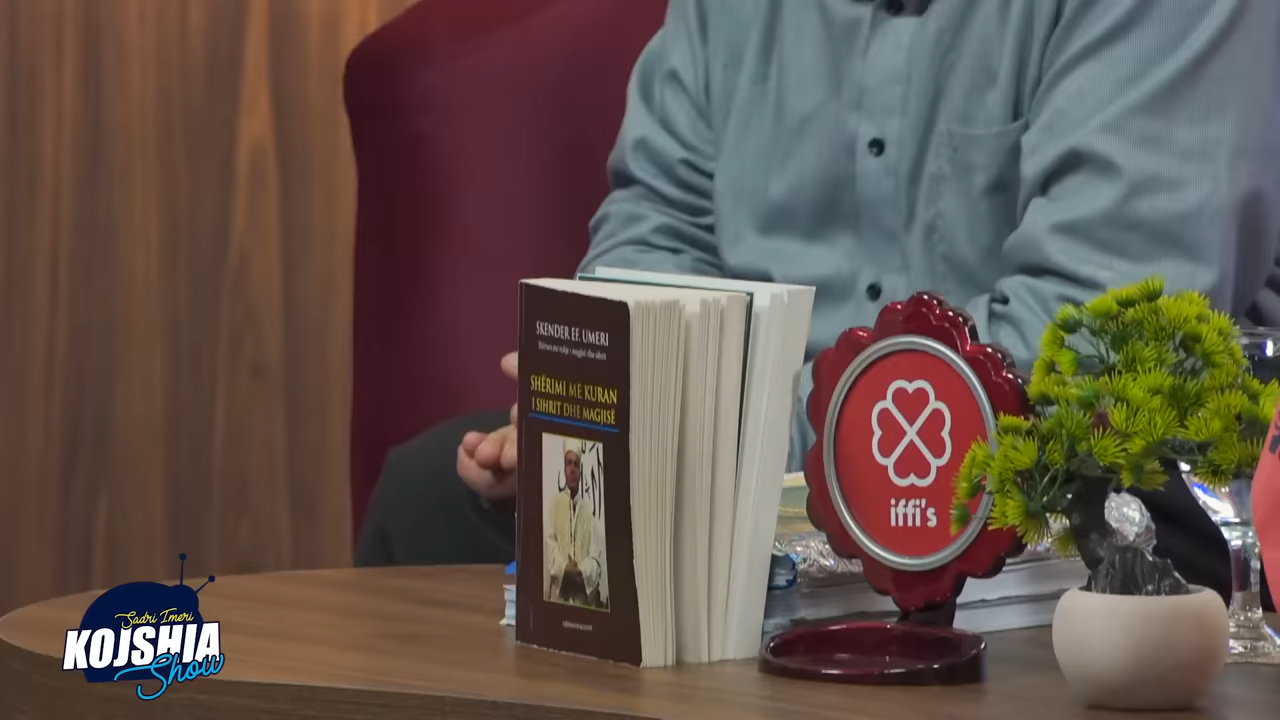 SKENDER EF. UMERI
SHËRIMI ME KURAN
I SIHRIT DHE MAGJISË
iffi's
Sadri Imeri
KOJSHIA
Show